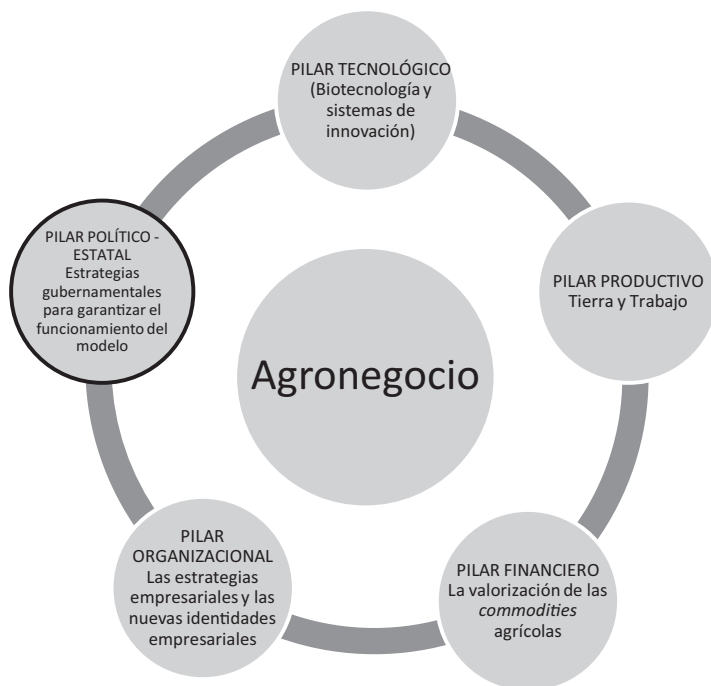 PILAR TECNOLÓGICO
(Biotecnología y
sistemas de
innovación)
PILAR POLÍTICO -
ESTATAL
Estrategias
gubernamentales
para garantizar el
funcionamiento del
modelo
PILAR PRODUCTIVO
Tierra y Trabajo
Agronegocio
PILAR
ORGANIZACIONAL
Las estrategias
empresariales y las
nuevas identidades
empresariales
PILAR FINANCIERO
La valorización de las
commodities
agrícolas